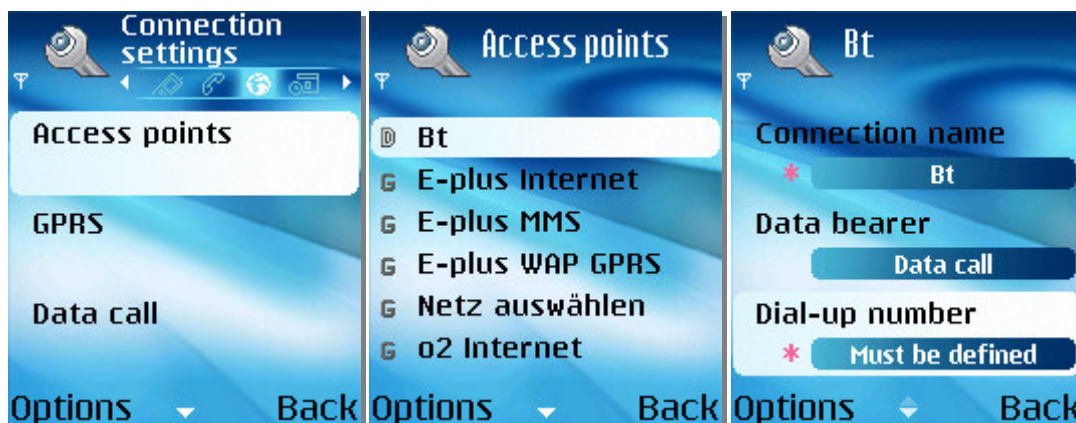 Connection
settings
Access points
GPRS
Data call
Options
Back
Access points
D Bt
G E-plus Internet
G E-plus MMS
G E-plus WAP GPRS
G Netz auswählen
G o2 Internet
Options
Back
Bt
Connection name
* Bt
Data bearer
Data call
Dial-up number
* Must be defined
Options
Back